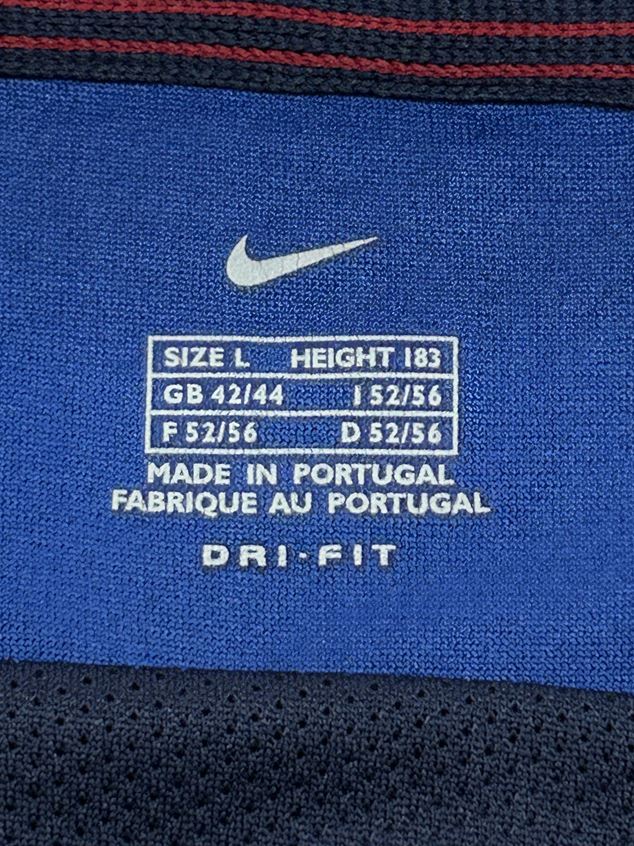 SIZE L HEIGHT 183
GB 42/44 I 52/56
F 52/56 D 52/56
MADE IN PORTUGAL
FABRIQUE AU PORTUGAL
DRI-FIT